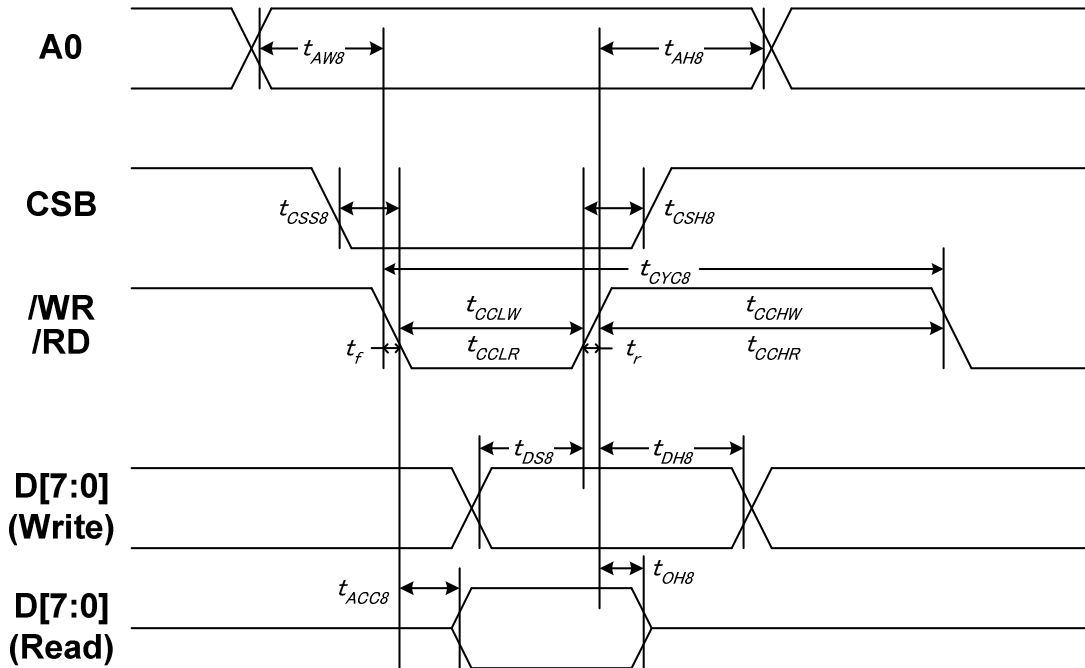 A0
tAW8
tAH8
CSB
tCSS8
tCSH8
tCYC8
/WR
/RD
tCCLW
tCCHW
tf
tCCLR
tr
tCCHR
D[7:0]
(Write)
tDS8
tDH8
D[7:0]
(Read)
tACC8
tOH8